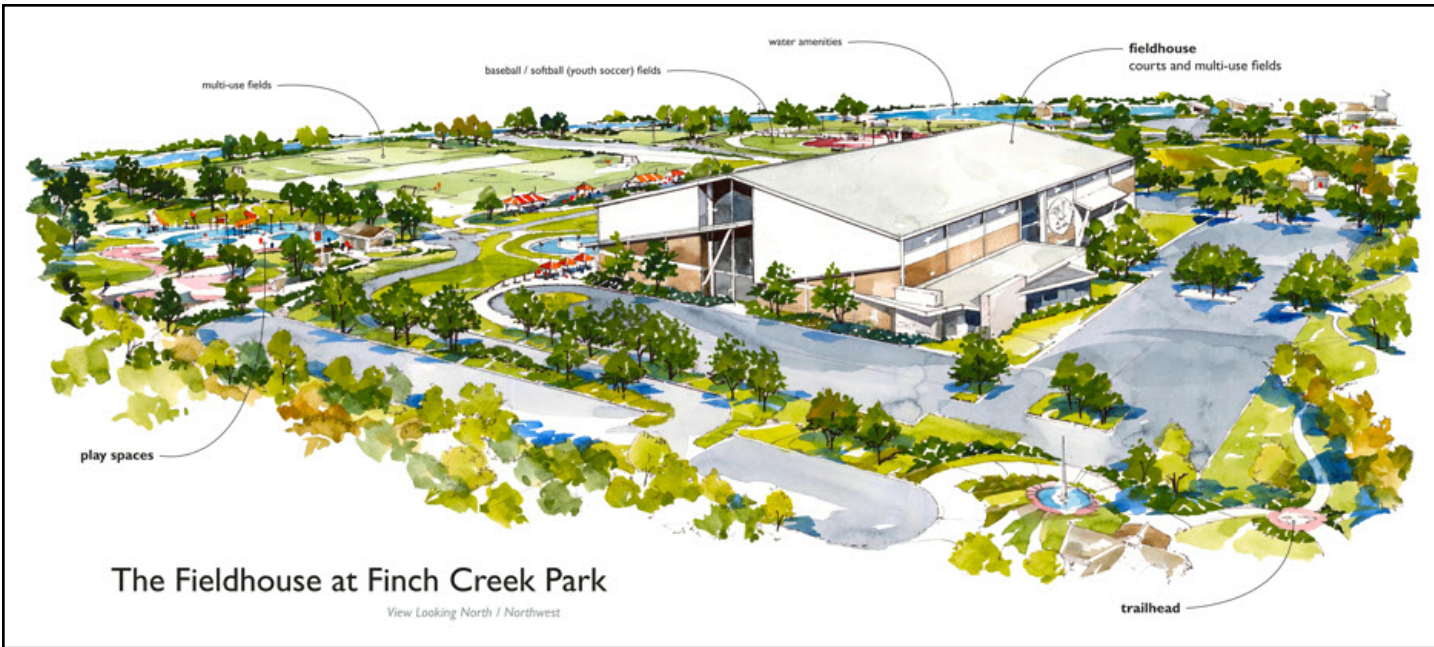 water amenities
fieldhouse
courts and multi-use fields
baseball / softball (youth soccer) fields
multi-use fields
play spaces
The Fieldhouse at Finch Creek Park
View Looking North / Northwest
trailhead